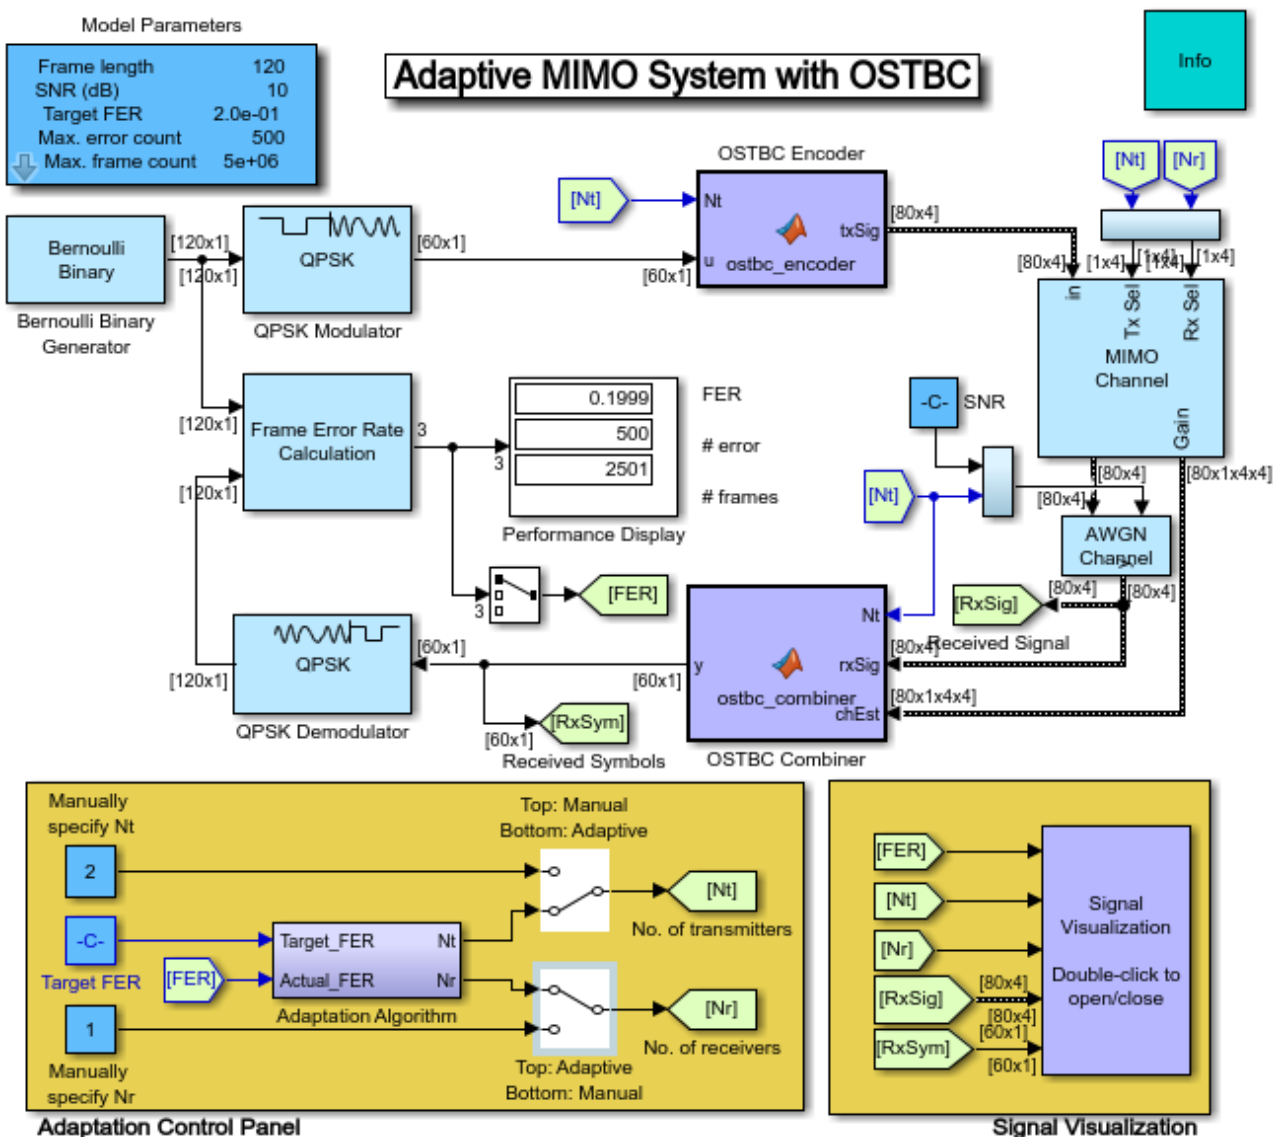 Model Parameters
Frame length 120
SNR (dB) 10
Target FER 2.0e-01
Max. error count 500
Max. frame count 5e+06
Adaptive MIMO System with OSTBC
Info
OSTBC Encoder
[Nt]
Nt
u
txSig
ostbc_encoder
[80x4]
[60x1]
[Nt]
[Nr]
[80x4]
[1x4]
[1x4]
[1x4]
[1x4]
Bernoulli
Binary
Bernoulli Binary
Generator
[120x1]
[120x1]
QPSK
QPSK Modulator
[60x1]
in
Tx Sel
Rx Sel
MIMO
Channel
Gain
[80x4]
[80x1x4x4]
[120x1]
[120x1]
Frame Error Rate
Calculation
3
3
0.1999
500
2501
FER
# error
# frames
Performance Display
-C-
SNR
[Nt]
[80x4]
[80x4]
AWGN
Channel
[80x4]
[80x4]
[RxSig]
Received Signal
3
[FER]
QPSK
QPSK Demodulator
[120x1]
[60x1]
[60x1]
[RxSym]
Received Symbols
[60x1]
y
Nt
rxSig
chEst
ostbc_combiner
OSTBC Combiner
[80x4]
[80x1x4x4]
Manually
specify Nt
2
-C-
Target FER
[FER]
1
Manually
specify Nr
Target_FER
Actual_FER
Nt
Nr
Adaptation Algorithm
Top: Manual
Bottom: Adaptive
[Nt]
No. of transmitters
[Nr]
No. of receivers
Top: Adaptive
Bottom: Manual
Adaptation Control Panel
[FER]
[Nt]
[Nr]
[RxSig]
[RxSym]
[80x4]
[80x4]
[60x1]
[60x1]
Signal
Visualization
Double-click to
open/close
Signal Visualization